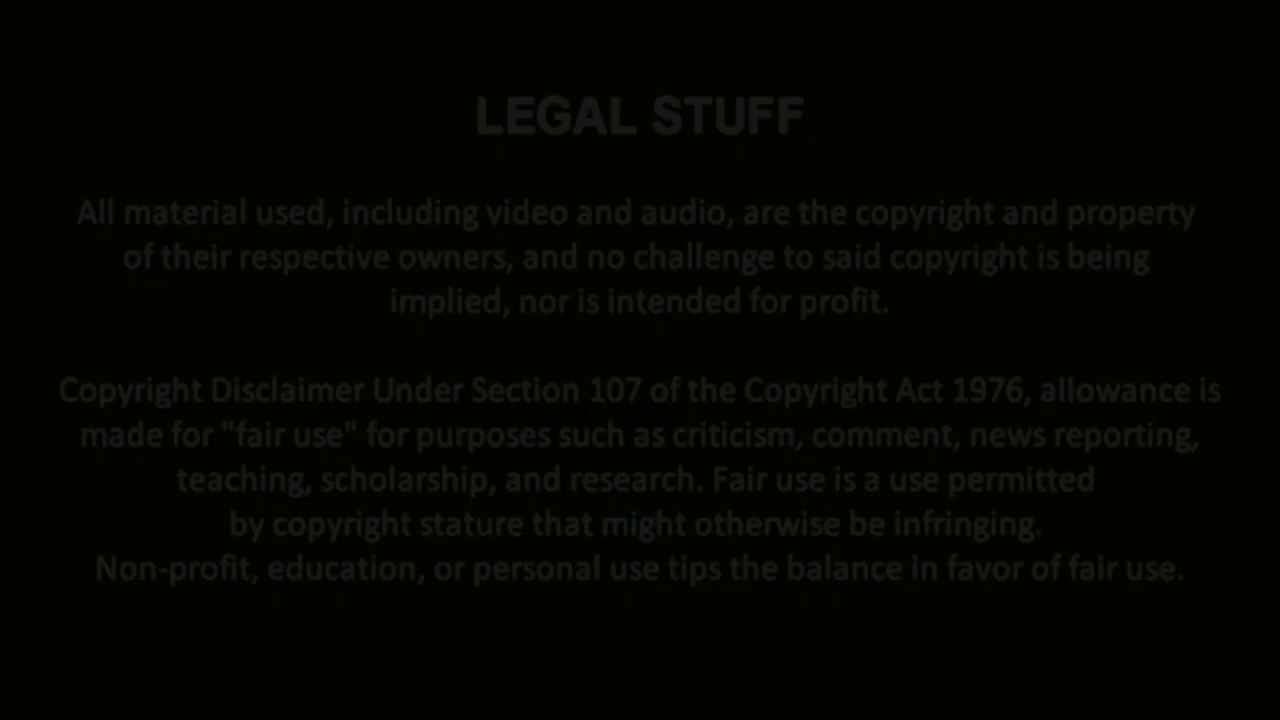 LEGAL STUFF
All material used, including video and audio, are the copyright and property
of their respective owners, and no challenge to said copyright is being
implied, nor is intended for profit.
Copyright Disclaimer Under Section 107 of the Copyright Act 1976, allowance is
made for "fair use" for purposes such as criticism, comment, news reporting,
teaching, scholarship, and research. Fair use is a use permitted
by copyright stature that might otherwise be infringing.
Non-profit, education, or personal use tips the balance in favor of fair use.